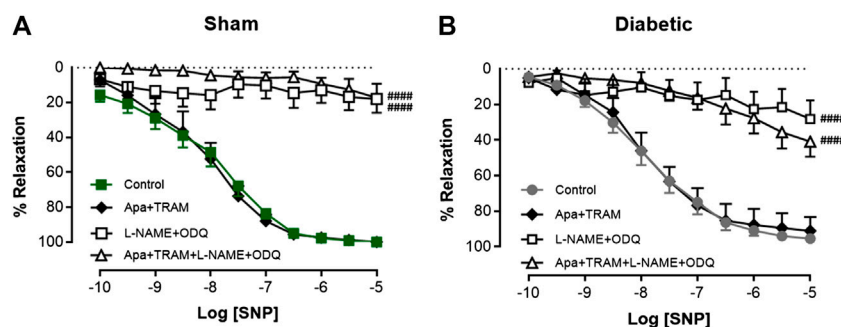 A
Sham
% Relaxation
0
20
40
60
80
100
####
####
Control
Apa+TRAM
L-NAME+ODQ
Apa+TRAM+L-NAME+ODQ
-10
-9
-8
-7
-6
-5
Log [SNP]
B
Diabetic
% Relaxation
0
20
40
60
80
100
####
####
Control
Apa+TRAM
L-NAME+ODQ
Apa+TRAM+L-NAME+ODQ
-10
-9
-8
-7
-6
-5
Log [SNP]